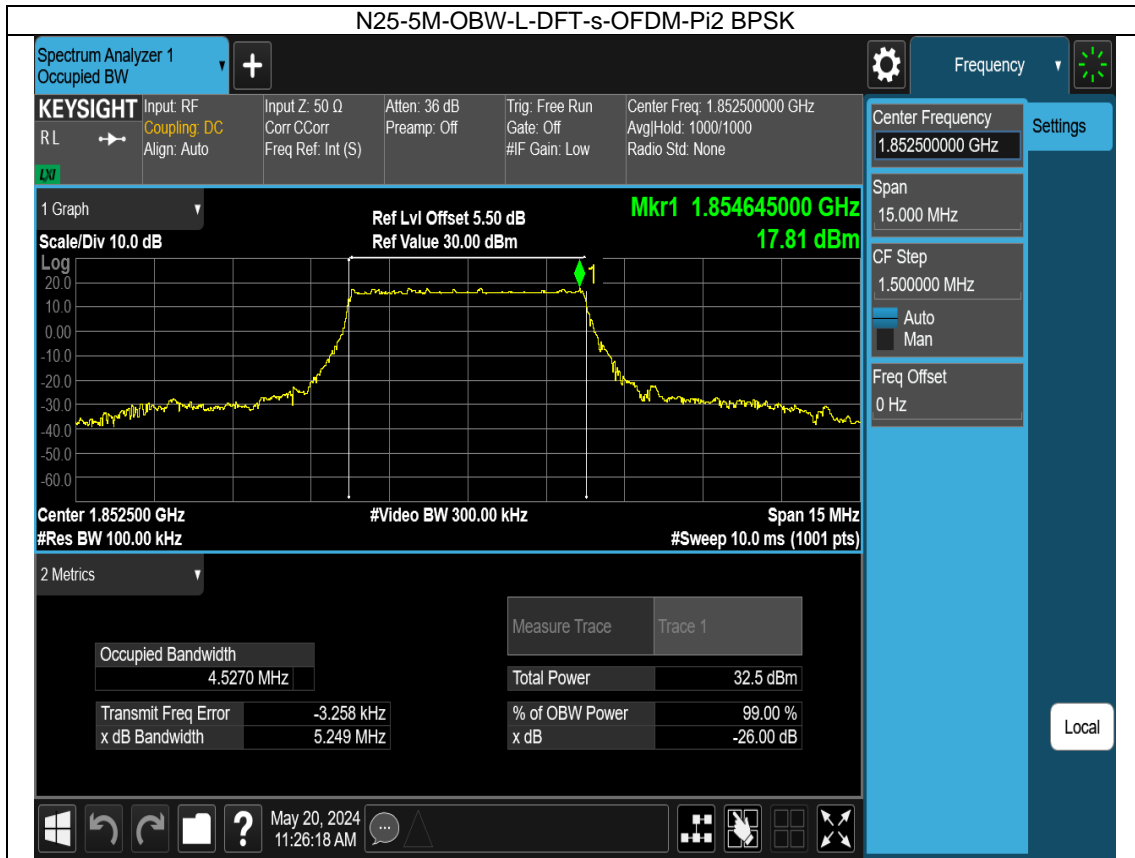 N25-5M-OBW-L-DFT-s-OFDM-Pi2 BPSK
Spectrum Analyzer 1
Occupied BW
+
Frequency
KEYSIGHT
R L
LXI
Input: RF
Coupling: DC
Align: Auto
Input Z: 50 Ω
Corr CCorr
Freq Ref: Int (S)
Atten: 36 dB
Preamp: Off
Trig: Free Run
Gate: Off
#IF Gain: Low
Center Freq: 1.852500000 GHz
Avg|Hold: 1000/1000
Radio Std: None
Center Frequency
1.852500000 GHz
Settings
Span
15.000 MHz
CF Step
1.500000 MHz
Auto
Man
Freq Offset
0 Hz
Local
1 Graph
Scale/Div 10.0 dB
Ref Lvl Offset 5.50 dB
Ref Value 30.00 dBm
Mkr1 1.854645000 GHz
17.81 dBm
Log
20.0
10.0
0.00
-10.0
-20.0
-30.0
-40.0
-50.0
-60.0
1
Center 1.852500 GHz
#Res BW 100.00 kHz
#Video BW 300.00 kHz
Span 15 MHz
#Sweep 10.0 ms (1001 pts)
2 Metrics
Measure Trace Trace 1
Occupied Bandwidth
4.5270 MHz
Total Power 32.5 dBm
Transmit Freq Error -3.258 kHz
% of OBW Power 99.00 %
x dB Bandwidth 5.249 MHz
x dB -26.00 dB
?
May 20, 2024
11:26:18 AM